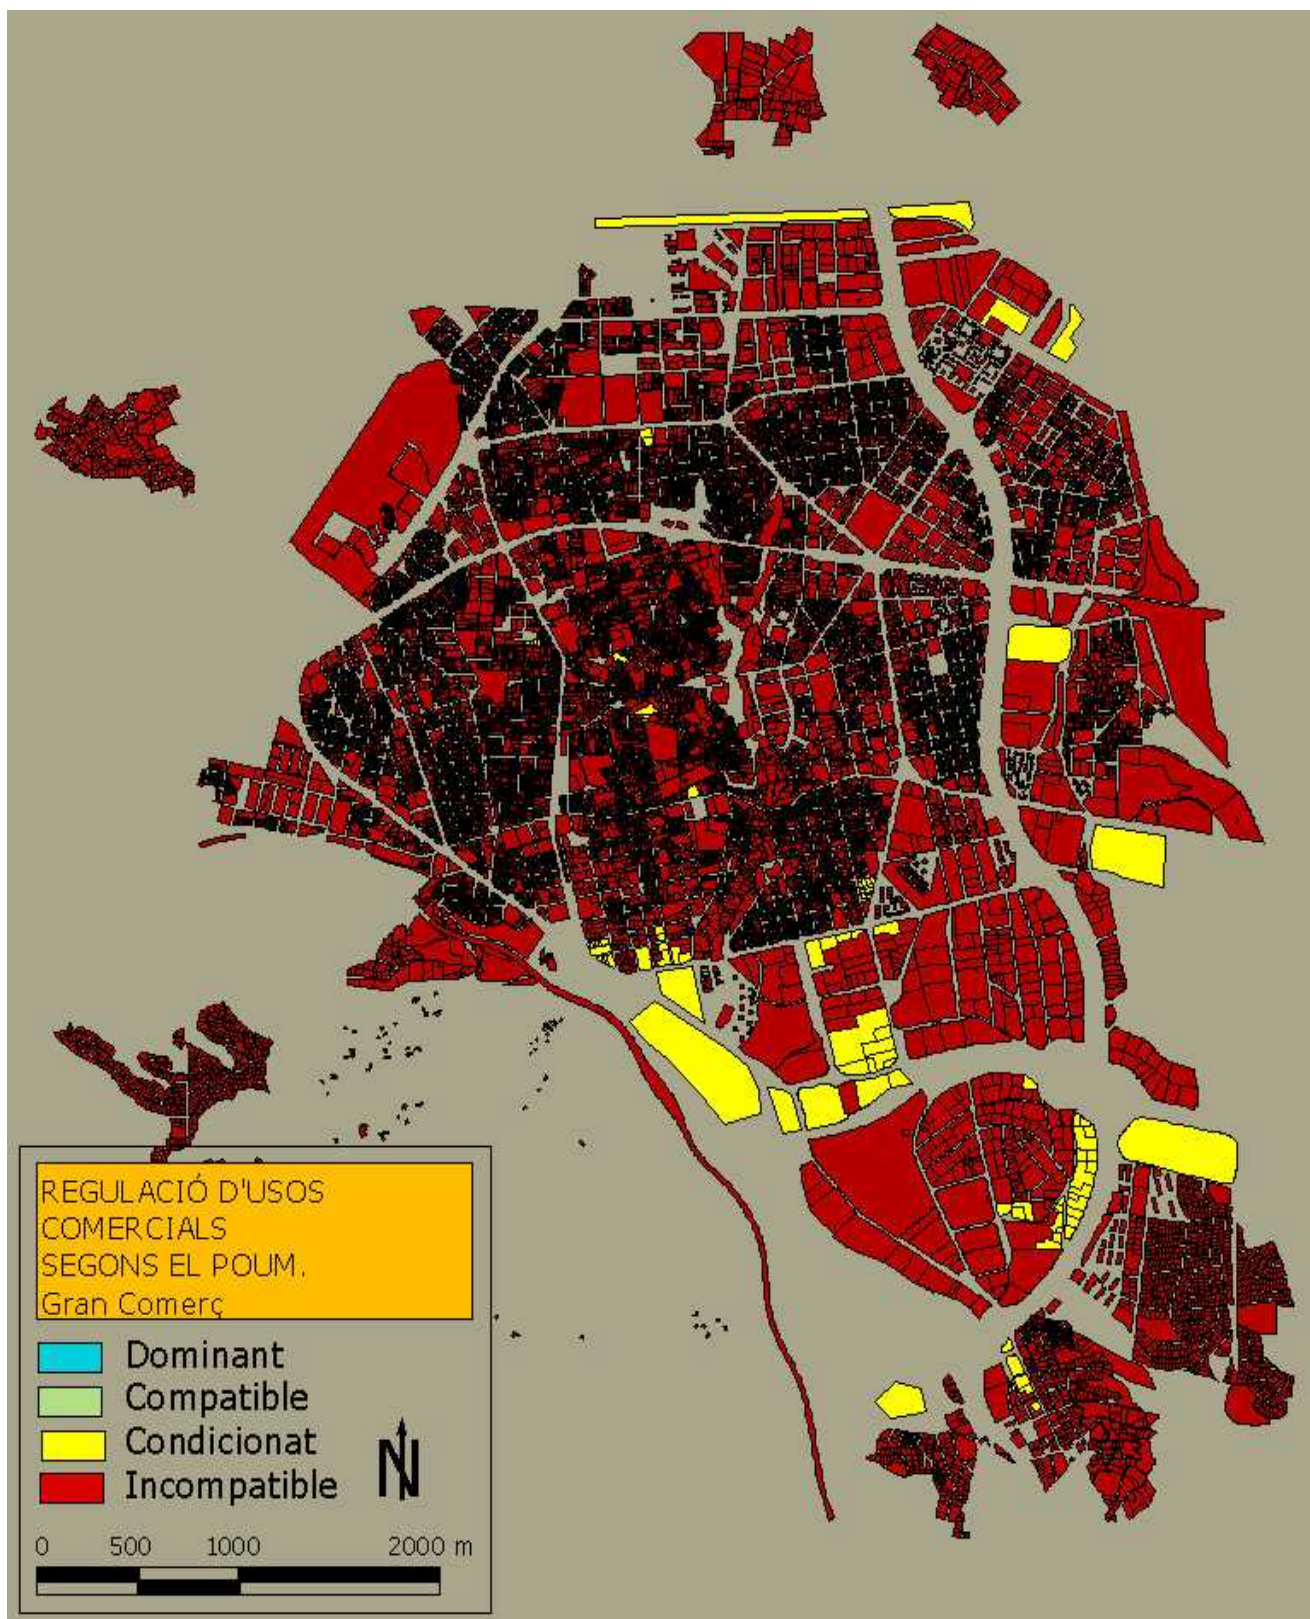 REGULACIÓ D'USOS
COMERCIALS
SEGONS EL POUM.
Gran Comerç
Dominant
Compatible
Condicionat
Incompatible
N
0 500 1000 2000 m